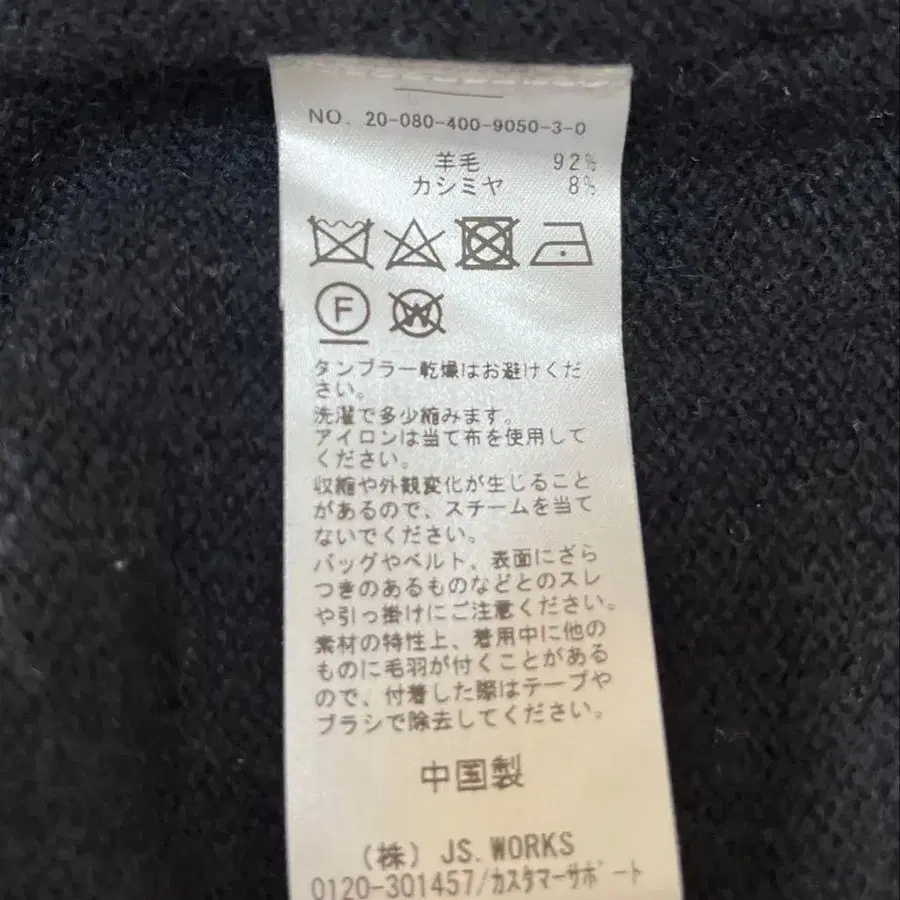 NO. 20-080-400-9050-3-0
羊毛 92%
カシミヤ 8%
F
W
タンブラー乾燥はお避けくだ
さい。
洗濯で多少縮みます。
アイロンは当て布を使用して
ください。
収縮や外観変化が生じること
があるので、スチームを当て
ないでください。
バッグやベルト、表面にざら
つきのあるものなどとのスレ
や引っ掛けにご注意ください。
素材の特性上、着用中に他の
ものに毛羽が付くことがある
ので、付着した際はテープや
ブラシで除去してください。
中国製
(株) JS. WORKS
0120-301457/カスタマーサポート